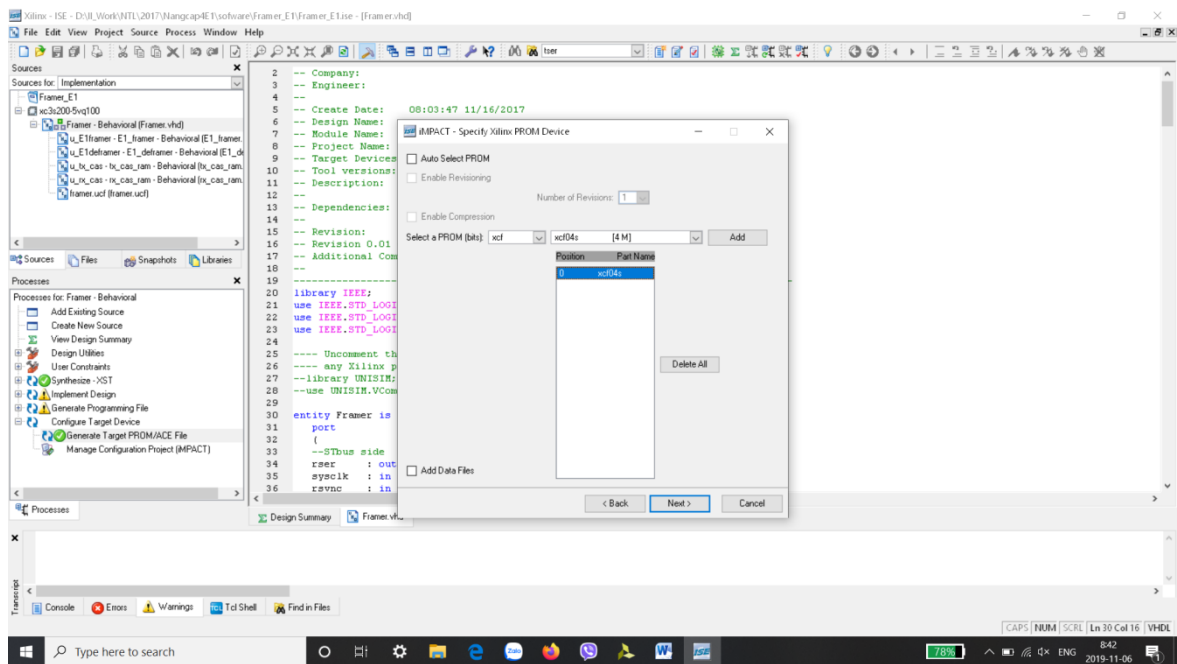 Xilinx - ISE - D:\II_Work\NTL\2017\Nangcap4E1\sofware\Framer_E1\Framer_E1.ise - [Framer.vhd]
File Edit View Project Source Process Window Help
tser
Sources
Sources for: Implementation
Framer_E1
xc3s200-5vq100
Framer - Behavioral (Framer.vhd)
u_E1framer - E1_framer - Behavioral (E1_framer.
u_E1deframer - E1_deframer - Behavioral (E1_de
u_tx_cas - tx_cas_ram - Behavioral (tx_cas_ram.
u_rx_cas - rx_cas_ram - Behavioral (rx_cas_ram.
framer.ucf (framer.ucf)
Sources Files Snapshots Libraries
Processes
Processes for: Framer - Behavioral
Add Existing Source
Create New Source
View Design Summary
Design Utilities
User Constraints
Synthesize - XST
Implement Design
Generate Programming File
Configure Target Device
Generate Target PROM/ACE File
Manage Configuration Project (iMPACT)
Processes
2 -- Company:
3 -- Engineer:
4 --
5 -- Create Date: 08:03:47 11/16/2017
6 -- Design Name:
7 -- Module Name:
8 -- Project Name:
9 -- Target Devices
10 -- Tool versions:
11 -- Description:
12 --
13 -- Dependencies:
14 --
15 -- Revision:
16 -- Revision 0.01
17 -- Additional Com
18 --
19 ----------------
20 library IEEE;
21 use IEEE.STD_LOGI
22 use IEEE.STD_LOGI
23 use IEEE.STD_LOGI
24
25 ---- Uncomment th
26 ---- any Xilinx p
27 --library UNISIM;
28 --use UNISIM.VCom
29
30 entity Framer is
31 port
32 (
33 --STbus side
34 rser : out
35 sysclk : in
36 rsync : in
Design Summary Framer.vhd
iMPACT - Specify Xilinx PROM Device
Auto Select PROM
Enable Revisioning
Number of Revisions: 1
Enable Compression
Select a PROM (bits): xcf xcf04s [4 M] Add
Position Part Name
0 xcf04s
Delete All
Add Data Files
< Back Next > Cancel
Transcript
Console Errors Warnings Tcl Shell Find in Files
CAPS NUM SCRL Ln 30 Col 16 VHDL
Type here to search
Zalo
W
ISE
78%
ENG
8:42
2019-11-06